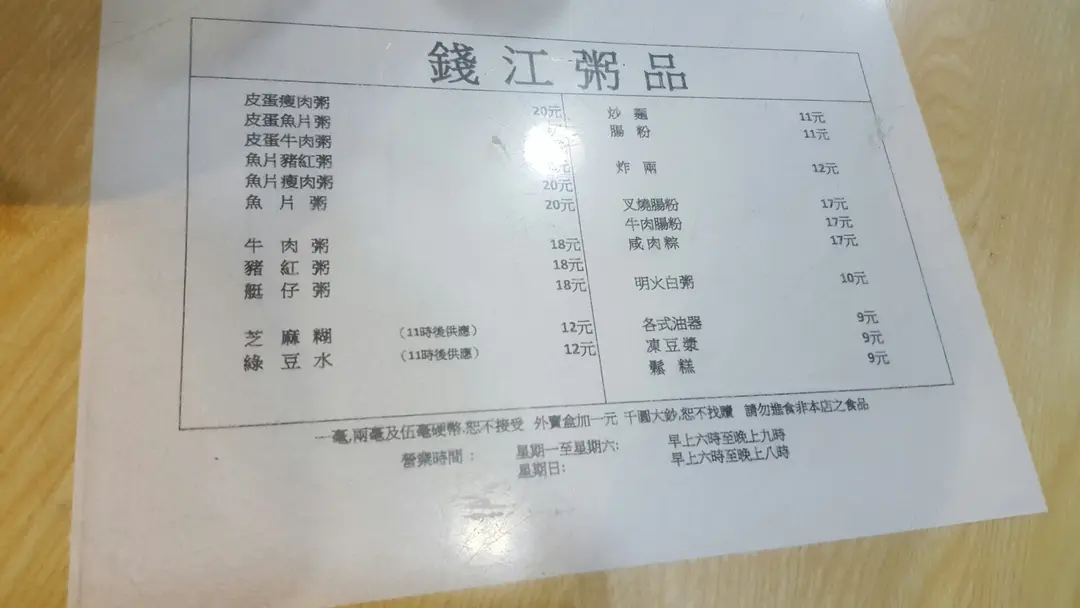 錢江粥品
皮蛋瘦肉粥 20元
皮蛋魚片粥
皮蛋牛肉粥
魚片豬紅粥 元
魚片瘦肉粥 20元
魚片粥 20元
牛肉粥 18元
豬紅粥 18元
艇仔粥 18元
芝麻糊 (11時後供應) 12元
綠豆水 (11時後供應) 12元
炒麵 11元
腸粉 11元
炸兩 12元
叉燒腸粉 17元
牛肉腸粉 17元
咸肉粽 17元
明火白粥 10元
各式油器 9元
凍豆漿 9元
鬆糕 9元
一毫,兩毫及伍毫硬幣,恕不接受 外賣盒加一元 千圓大鈔,恕不找贖 請勿進食非本店之食品
營業時間: 星期一至星期六: 早上六時至晚上九時
星期日: 早上六時至晚上八時